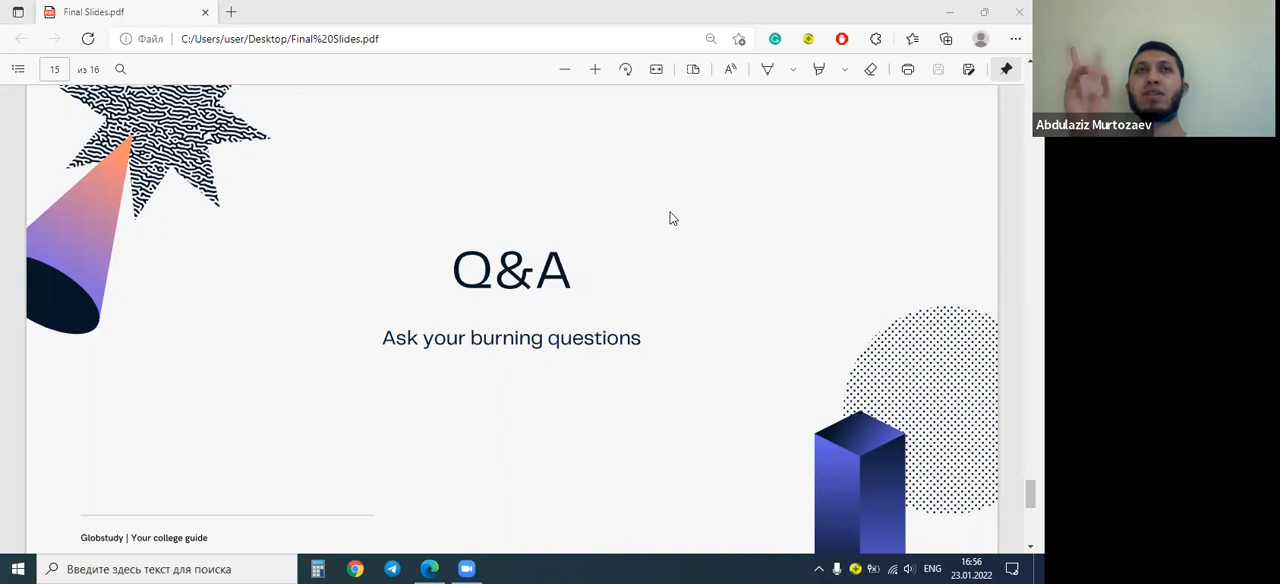 Final Slides.pdf
Файл
C:/Users/user/Desktop/Final%20Slides.pdf
15
из 16
Abdulaziz Murtozaev
Q&A
Ask your burning questions
Globstudy | Your college guide
Введите здесь текст для поиска
ENG
16:56
23.01.2022